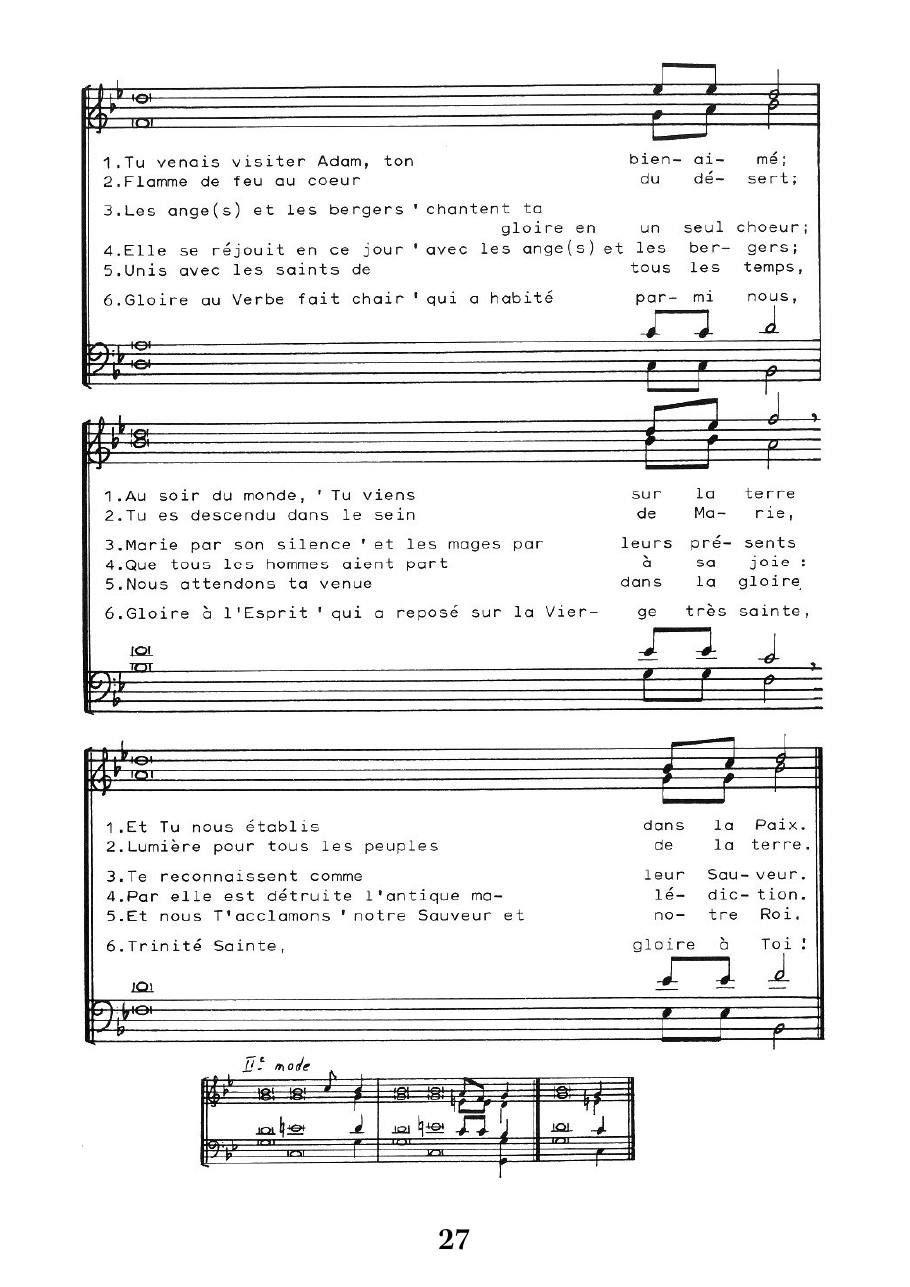 1.Tu venais visiter Adam, ton bien- ai- mé;
2.Flamme de feu au coeur du dé- sert;
3.Les ange(s) et les bergers ' chantent ta
gloire en un seul choeur;
4.Elle se réjouit en ce jour ' avec les ange(s) et les ber- gers;
5.Unis avec les saints de tous les temps,
6.Gloire au Verbe fait chair ' qui a habité par- mi nous,
1.Au soir du monde, ' Tu viens sur la terre
2.Tu es descendu dans le sein de Ma- rie,
3.Marie par son silence ' et les mages par leurs pré- sents
4.Que tous les hommes aient part à sa joie :
5.Nous attendons ta venue dans la gloire
6.Gloire à l'Esprit ' qui a reposé sur la Vier- ge très sainte,
1.Et Tu nous établis dans la Paix.
2.Lumière pour tous les peuples de la terre.
3.Te reconnaissent comme leur Sau- veur.
4.Par elle est détruite l'antique ma- lé- dic- tion.
5.Et nous T'acclamons ' notre Sauveur et no- tre Roi.
6.Trinité Sainte, gloire à Toi !
IIe mode
27